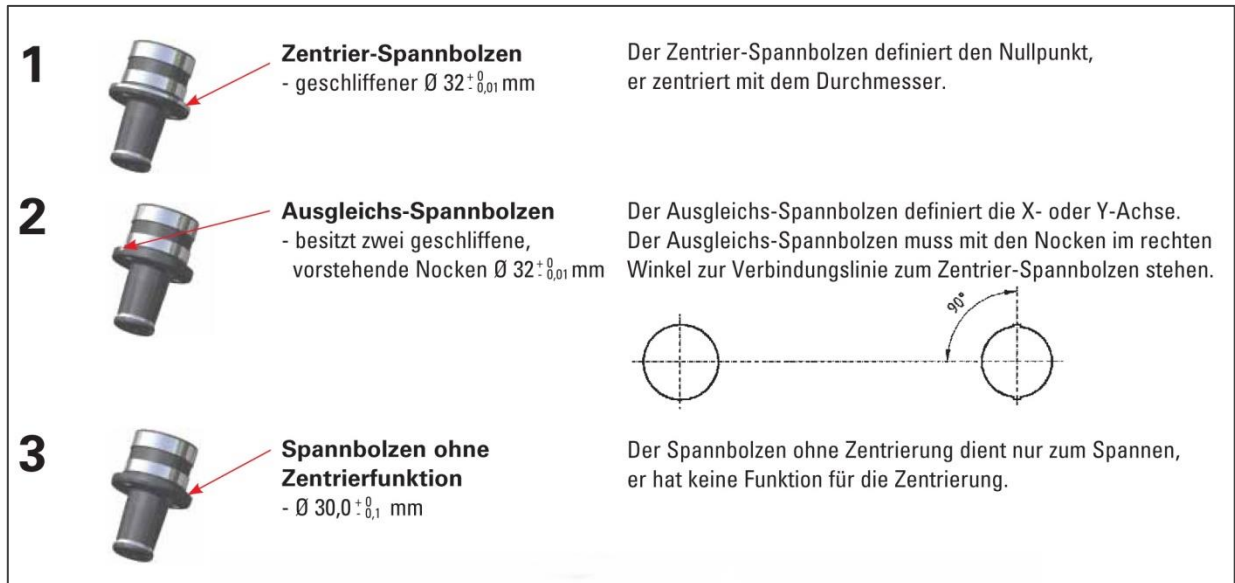 1
Zentrier-Spannbolzen
- geschliffener Ø 32 + 0 - 0,01 mm
Der Zentrier-Spannbolzen definiert den Nullpunkt,
er zentriert mit dem Durchmesser.
2
Ausgleichs-Spannbolzen
- besitzt zwei geschliffene,
vorstehende Nocken Ø 32 + 0 - 0,01 mm
Der Ausgleichs-Spannbolzen definiert die X- oder Y-Achse.
Der Ausgleichs-Spannbolzen muss mit den Nocken im rechten
Winkel zur Verbindungslinie zum Zentrier-Spannbolzen stehen.
90°
3
Spannbolzen ohne
Zentrierfunktion
- Ø 30,0 + 0 - 0,1 mm
Der Spannbolzen ohne Zentrierung dient nur zum Spannen,
er hat keine Funktion für die Zentrierung.